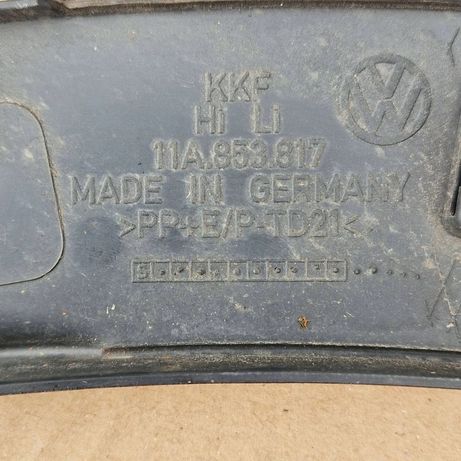 KKF
Hi Li
11A.853.817
MADE IN GERMANY
>PP+E/P-TD21<